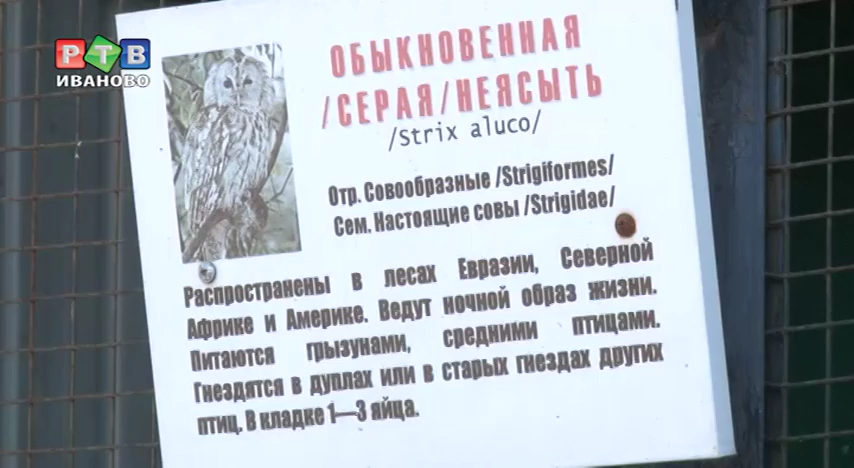 РТВ
ИВАНОВО
ОБЫКНОВЕННАЯ
/СЕРАЯ/НЕЯСЫТЬ
/Strix aluco/
Отр. Совообразные /Strigiformes/
Сем. Настоящие совы /Strigidae/
Распространены в лесах Евразии, Северной
Африке и Америке. Ведут ночной образ жизни.
Питаются грызунами, средними птицами.
Гнездятся в дуплах или в старых гнездах других
птиц. В кладке 1—3 яйца.